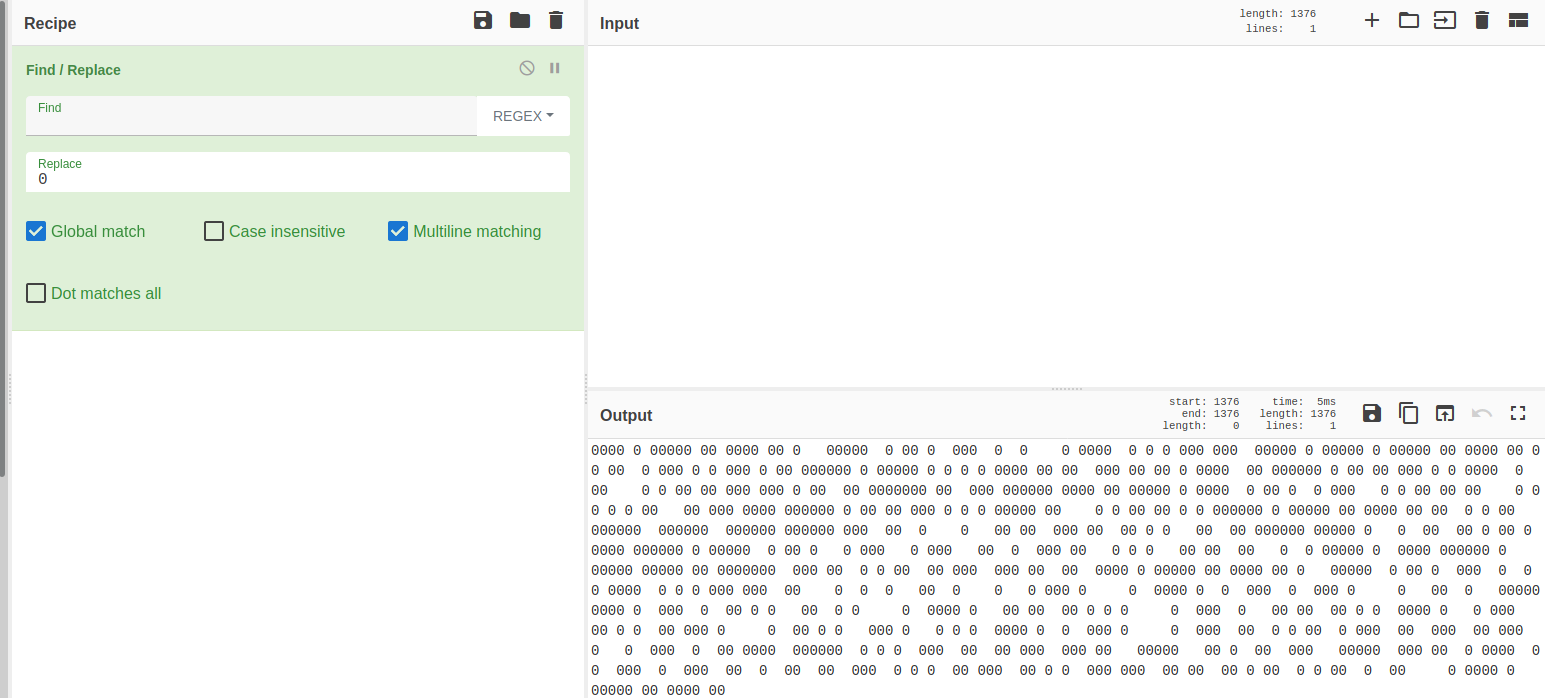 Recipe
Find / Replace
Find
REGEX
Replace
0
Global match
Case insensitive
Multiline matching
Dot matches all
Input
length: 1376
lines: 1
Output
start: 1376
end: 1376
length: 0
time: 5ms
length: 1376
lines: 1
0000 0 00000 00 0000 00 0   00000  0 00 0  000  0  0    0 0000  0 0 0 000 000  00000 0 00000 0 00000 00 0000 00 0
0 00  0 000 0 0 000 0 00 000000 0 00000 0 0 0 0 0000 00 00  000 00 00 0 0000  00 000000 0 00 00 000 0 0 0000  0
00    0 0 00 00 000 000 0 00  00 0000000 00  000 000000 0000 00 00000 0 0000  0 00 0  0 000   0 0 00 00 00    0 0
0 0 0 00   00 000 0000 000000 0 00 00 000 0 0 0 00000 00    0 0 00 00 0 0 000000 0 00000 00 0000 00 00  0 0 00
000000  000000  000000 000000 000  00  0    0   00 00  000 00  00 0 0   00  00 000000 00000 0   0  00  00 0 00 0
0000 000000 0 00000  0 00 0   0 000   0 000   00  0  000 00   0 0 0   00 00  00   0  0 00000 0  0000 000000 0
00000 00000 00 0000000  000 00  0 0 00  00 000  000 00  00  0000 0 00000 00 0000 00 0   00000  0 00 0  000  0  0
0 0000  0 0 0 000 000  00    0  0  0   00  0    0   0 000 0     0  0000 0  0  000  0  000 0     0   00  0   00000
0000 0  000  0  00 0 0   00  0 0     0  0000 0   00 00  00 0 0 0     0  000  0   00 00  00 0 0  0000 0   0 000
00 0 0  00 000 0     0  00 0 0   000 0   0 0 0  0000 0  0  000 0     0  000  00  0 0 00  0 000  00  000  00 000
0   0  000  0  00 0000  000000  0 0 0  000  00  00 000  000 00   00000   00 0  00  000   00000  000 00  0 0000  0
0  000  0  000  00  0  00  00  000  0 0 0  00 000  00 0 0  000 000  00 00  00 0 00  0 0 00  0  00     0 0000 0
00000 00 0000 00